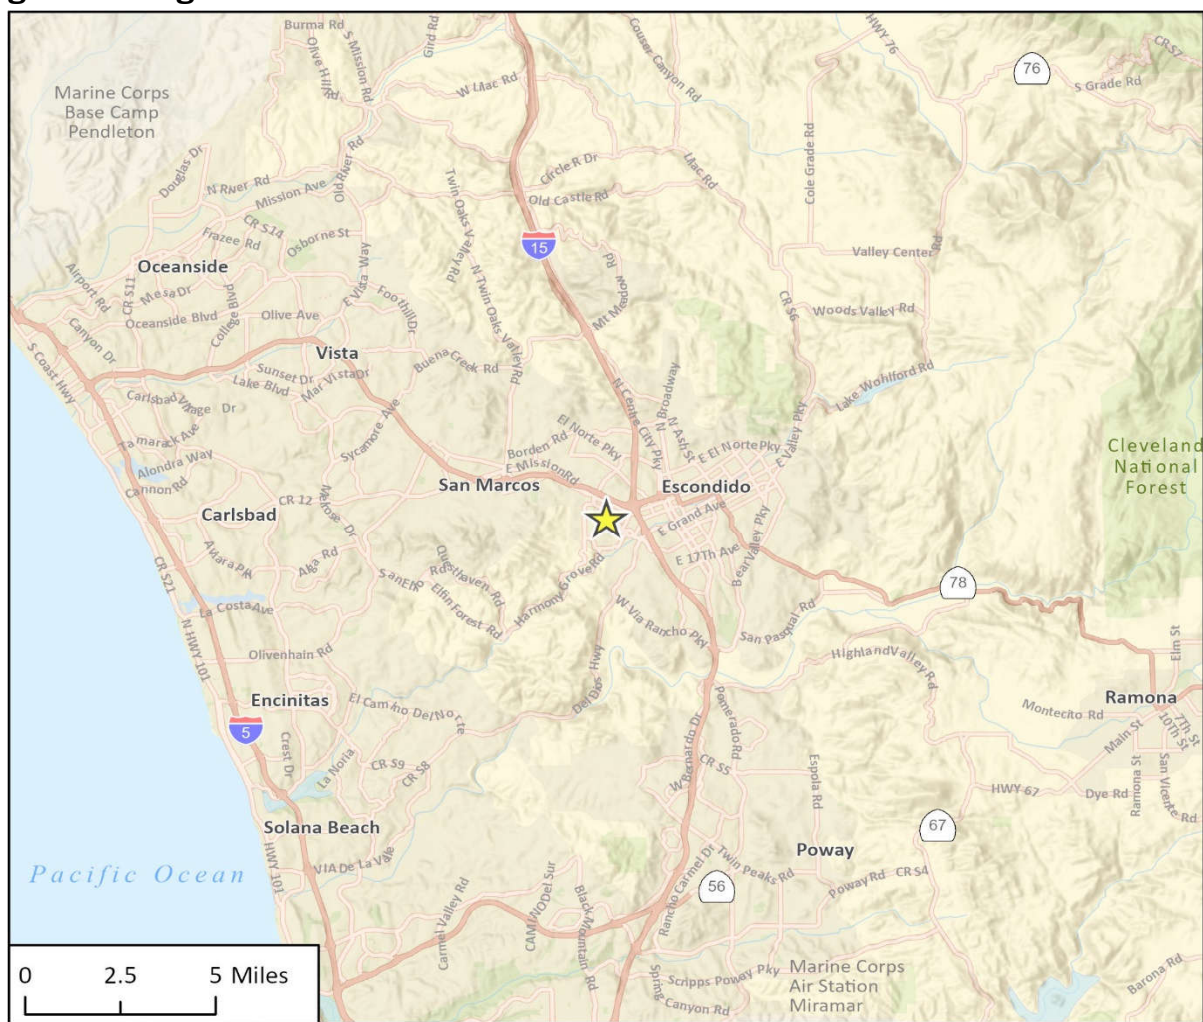 Burma Rd
Olive Hill Rd
S Mission Rd
Gird Rd
W Lilac Rd
Couser Canyon Rd
HWY 76
76
CR S7
S Grade Rd
Marine Corps
Base Camp
Pendleton
Douglas Dr
N River Rd
Mission Ave
Old River Rd
Circle R Dr
Old Castle Rd
Lilac Rd
Cole Grade Rd
Twin Oaks Valley Rd
N Twin Oaks Valley Rd
CR S14
Frazee Rd
Osborne St
15
Mt Meadow Rd
Valley Center Rd
Oceanside
Airport Rd
CR S11
Mesa Dr
College Blvd
E Vista Way
Foothill Dr
CR S6
Woods Valley Rd
Canyon Dr
Oceanside Blvd
Olive Ave
S Coast Hwy
Vista
Buena Creek Rd
Sunset Dr
Mar Vista Dr
Lake Blvd
N Centre City Pky
N Broadway
N Ash St
Lake Wohlford Rd
Carlsbad Village Dr
Tamarack Ave
Sycamore Ave
El Norte Pky
Borden Rd
E El Norte Pky
E Valley Pky
Cleveland
National
Forest
Alondra Way
Cannon Rd
E Mission Rd
San Marcos
Escondido
CR 12
Melrose Dr
Carlsbad
E Grand Ave
Alga Rd
CR S21
Questhaven Rd
San Elijo Rd
Elfin Forest Rd
Harmony Grove Rd
E 17Th Ave
Bear Valley Pky
78
La Costa Ave
W Via Rancho Pky
San Pasqual Rd
N HWY 101
Olivenhain Rd
Highland Valley Rd
Elm St
Encinitas
El Camino Del Norte
Del Dios Hwy
Pomerado Rd
Ramona
Montecito Rd
5
Crest Dr
La Noria
CR S9
CR S8
W Bernardo Dr
CR S5
Espola Rd
Main St
7Th St
10Th St
HWY 67
Dye Rd
Ramona St
San Vicente Rd
Solana Beach
67
HWY 101
VIA De La Valle
Poway
Pacific Ocean
Carmel Valley Rd
CAMINO Del Sur
Black Mountain Rd
Rancho Carmel Dr
Twin Peaks Rd
56
Poway Rd
CR S4
0 2.5 5 Miles
Spring Canyon Rd
Scripps Poway Pky
Marine Corps
Air Station
Miramar
Barona Rd